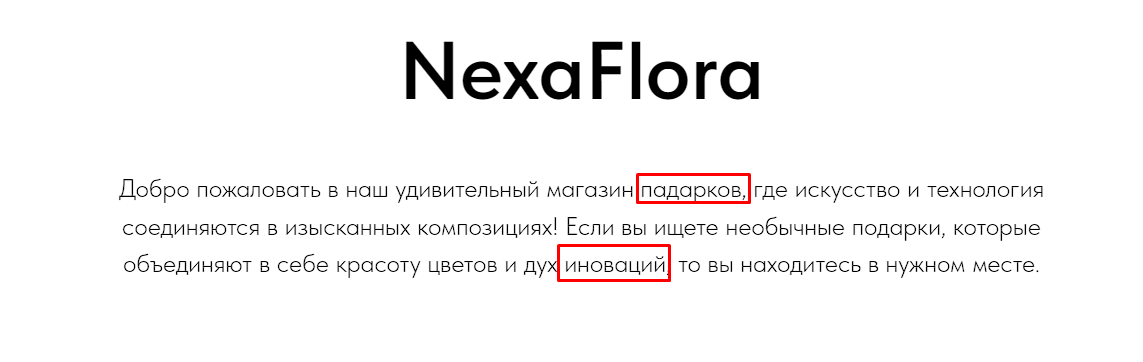 NexaFlora
Добро пожаловать в наш удивительный магазин падарков, где искусство и технология
соединяются в изысканных композициях! Если вы ищете необычные подарки, которые
объединяют в себе красоту цветов и дух иноваций, то вы находитесь в нужном месте.